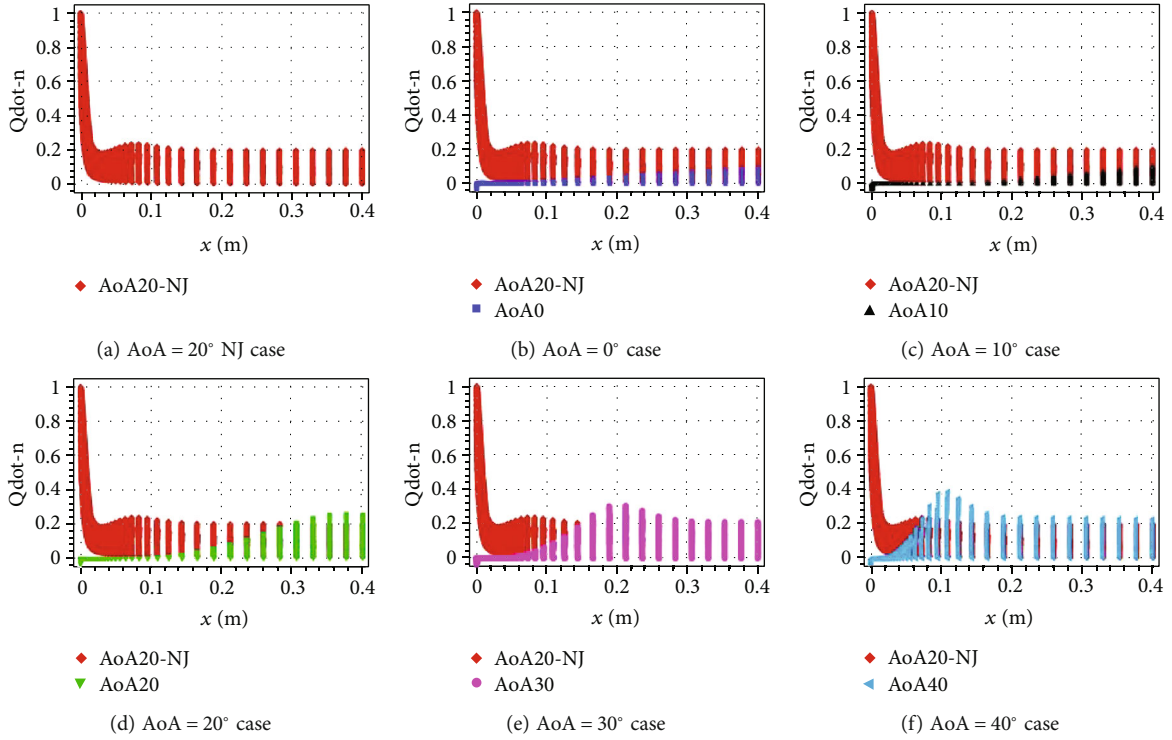 1
0.8
0.6
0.4
0.2
0
Qdot-n
0 0.1 0.2 0.3 0.4
x (m)
AoA20-NJ
(a) AoA = 20° NJ case
1
0.8
0.6
0.4
0.2
0
Qdot-n
0 0.1 0.2 0.3 0.4
x (m)
AoA20-NJ
AoA0
(b) AoA = 0° case
1
0.8
0.6
0.4
0.2
0
Qdot-n
0 0.1 0.2 0.3 0.4
x (m)
AoA20-NJ
AoA10
(c) AoA = 10° case
1
0.8
0.6
0.4
0.2
0
Qdot-n
0 0.1 0.2 0.3 0.4
x (m)
AoA20-NJ
AoA20
(d) AoA = 20° case
1
0.8
0.6
0.4
0.2
0
Qdot-n
0 0.1 0.2 0.3 0.4
x (m)
AoA20-NJ
AoA30
(e) AoA = 30° case
1
0.8
0.6
0.4
0.2
0
Qdot-n
0 0.1 0.2 0.3 0.4
x (m)
AoA20-NJ
AoA40
(f) AoA = 40° case